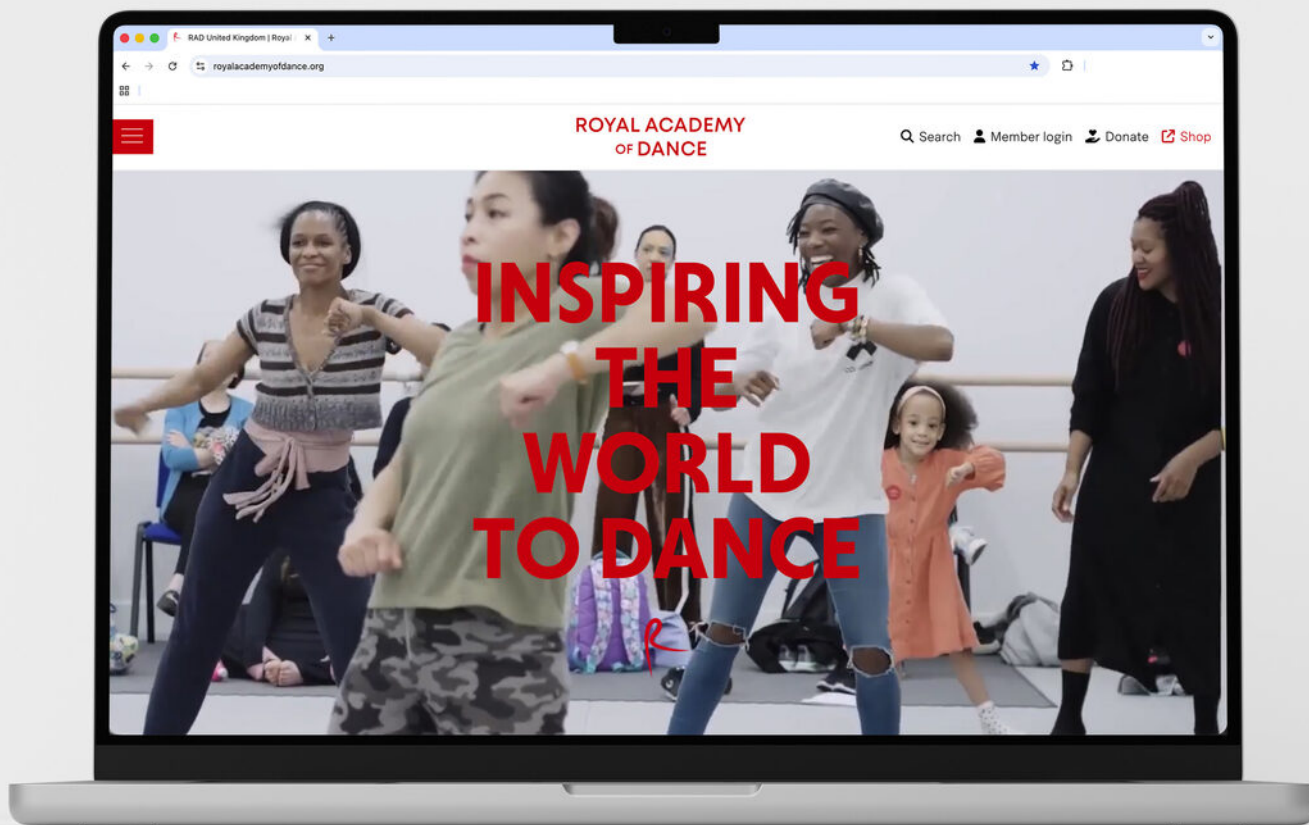 RAD United Kingdom | Royal
royalacademyofdance.org
ROYAL ACADEMY
OF DANCE
Search
Member login
Donate
Shop
INSPIRING
THE
WORLD
TO DANCE
R